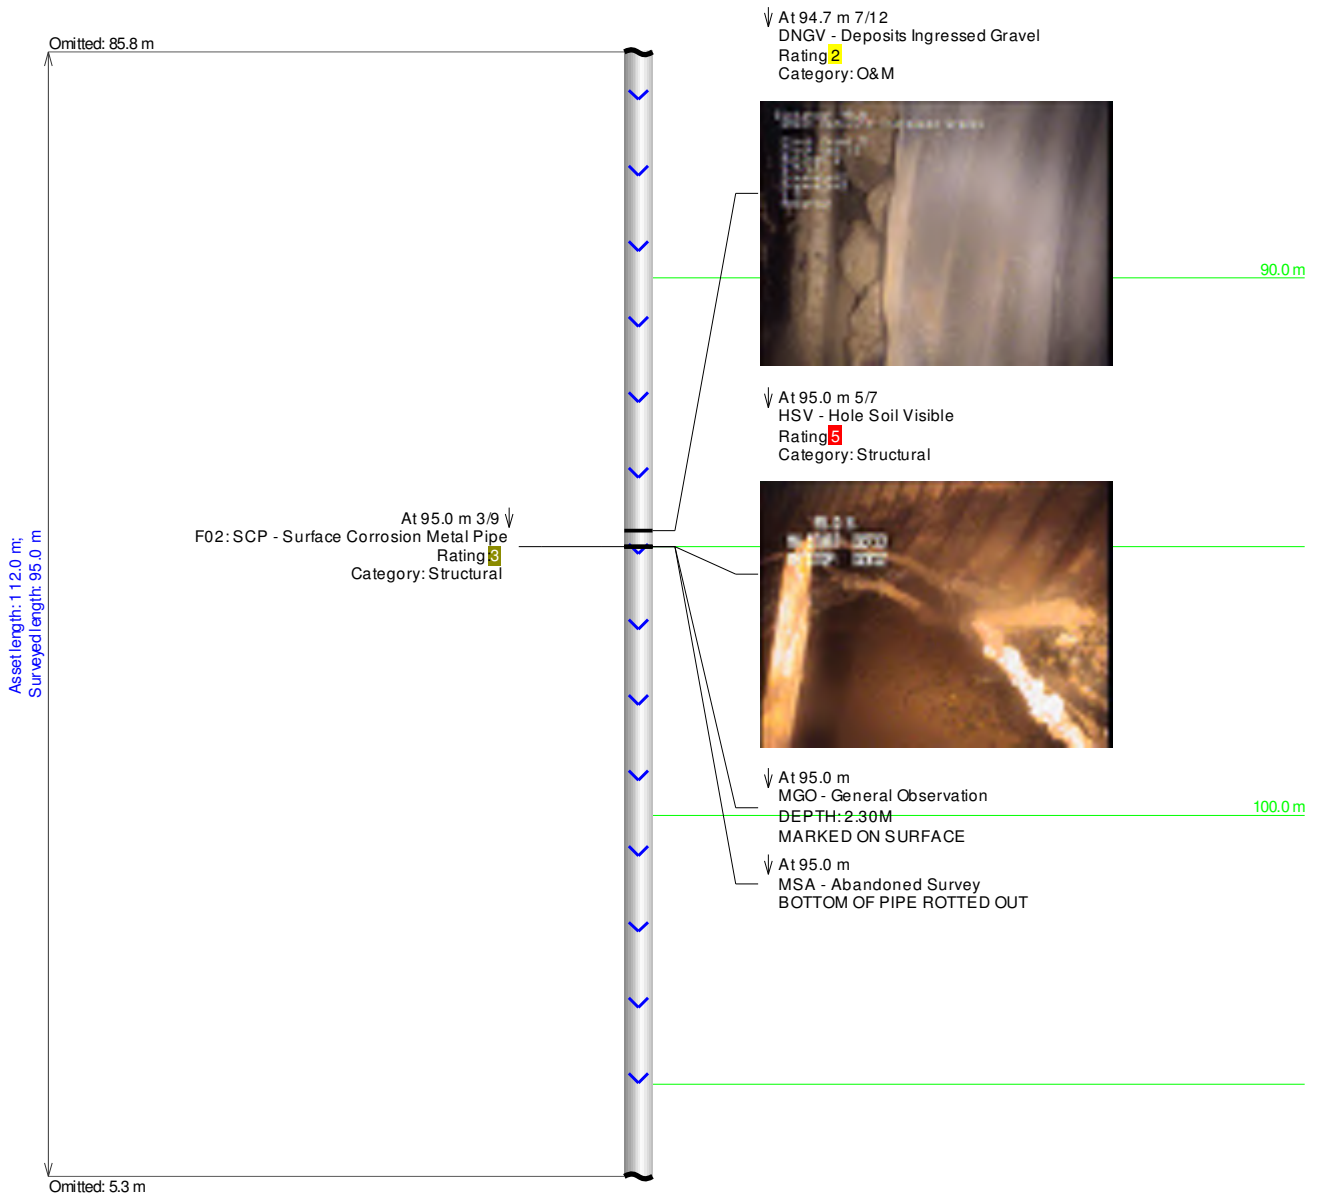 At 94.7 m 7/12
DNGV - Deposits Ingressed Gravel
Rating 2
Category: O&M
Omitted: 85.8 m
90.0 m
At 95.0 m 5/7
HSV - Hole Soil Visible
Rating 5
Category: Structural
At 95.0 m 3/9
F02: SCP - Surface Corrosion Metal Pipe
Rating: 3
Category: Structural
Asset length: 112.0 m;
Surveyed length: 95.0 m
At 95.0 m
MGO - General Observation
DEPTH: 2.30M
MARKED ON SURFACE
100.0 m
At 95.0 m
MSA - Abandoned Survey
BOTTOM OF PIPE ROTTED OUT
Omitted: 5.3 m